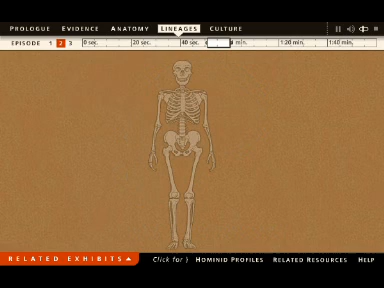 PROLOGUE EVIDENCE ANATOMY LINEAGES CULTURE
EPISODE 1 2 3 0 sec. 20 sec. 40 sec. min. 1:20 min. 1:40 min.
RELATED EXHIBITS Click for ) HOMINID PROFILES RELATED RESOURCES HELP